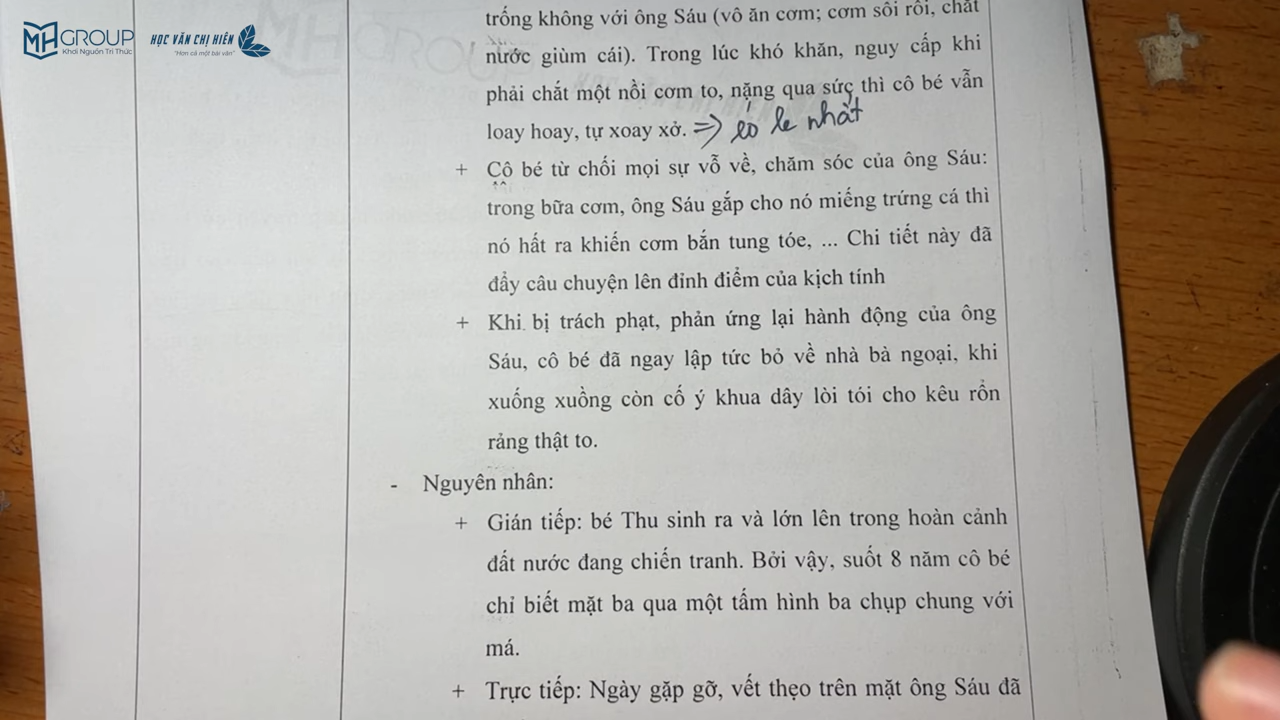 MH GROUP
Khơi Nguồn Tri Thức
HỌC VĂN CHỊ HIÊN
"Hơn cả một bài văn"
trống không với ông Sáu (vô ăn cơm; cơm sôi rồi, chắt
nước giùm cái). Trong lúc khó khăn, nguy cấp khi
phải chắt một nồi cơm to, nặng qua sức thì cô bé vẫn
loay hoay, tự xoay xở. => éo le nhất
+ Cô bé từ chối mọi sự vỗ về, chăm sóc của ông Sáu:
trong bữa cơm, ông Sáu gắp cho nó miếng trứng cá thì
nó hất ra khiến cơm bắn tung tóe, ... Chi tiết này đã
đẩy câu chuyện lên đỉnh điểm của kịch tính
+ Khi bị trách phạt, phản ứng lại hành động của ông
Sáu, cô bé đã ngay lập tức bỏ về nhà bà ngoại, khi
xuống xuồng còn cố ý khua dây lòi tói cho kêu rổn
rảng thật to.
- Nguyên nhân:
+ Gián tiếp: bé Thu sinh ra và lớn lên trong hoàn cảnh
đất nước đang chiến tranh. Bởi vậy, suốt 8 năm cô bé
chỉ biết mặt ba qua một tấm hình ba chụp chung với
má.
+ Trực tiếp: Ngày gặp gỡ, vết thẹo trên mặt ông Sáu đã